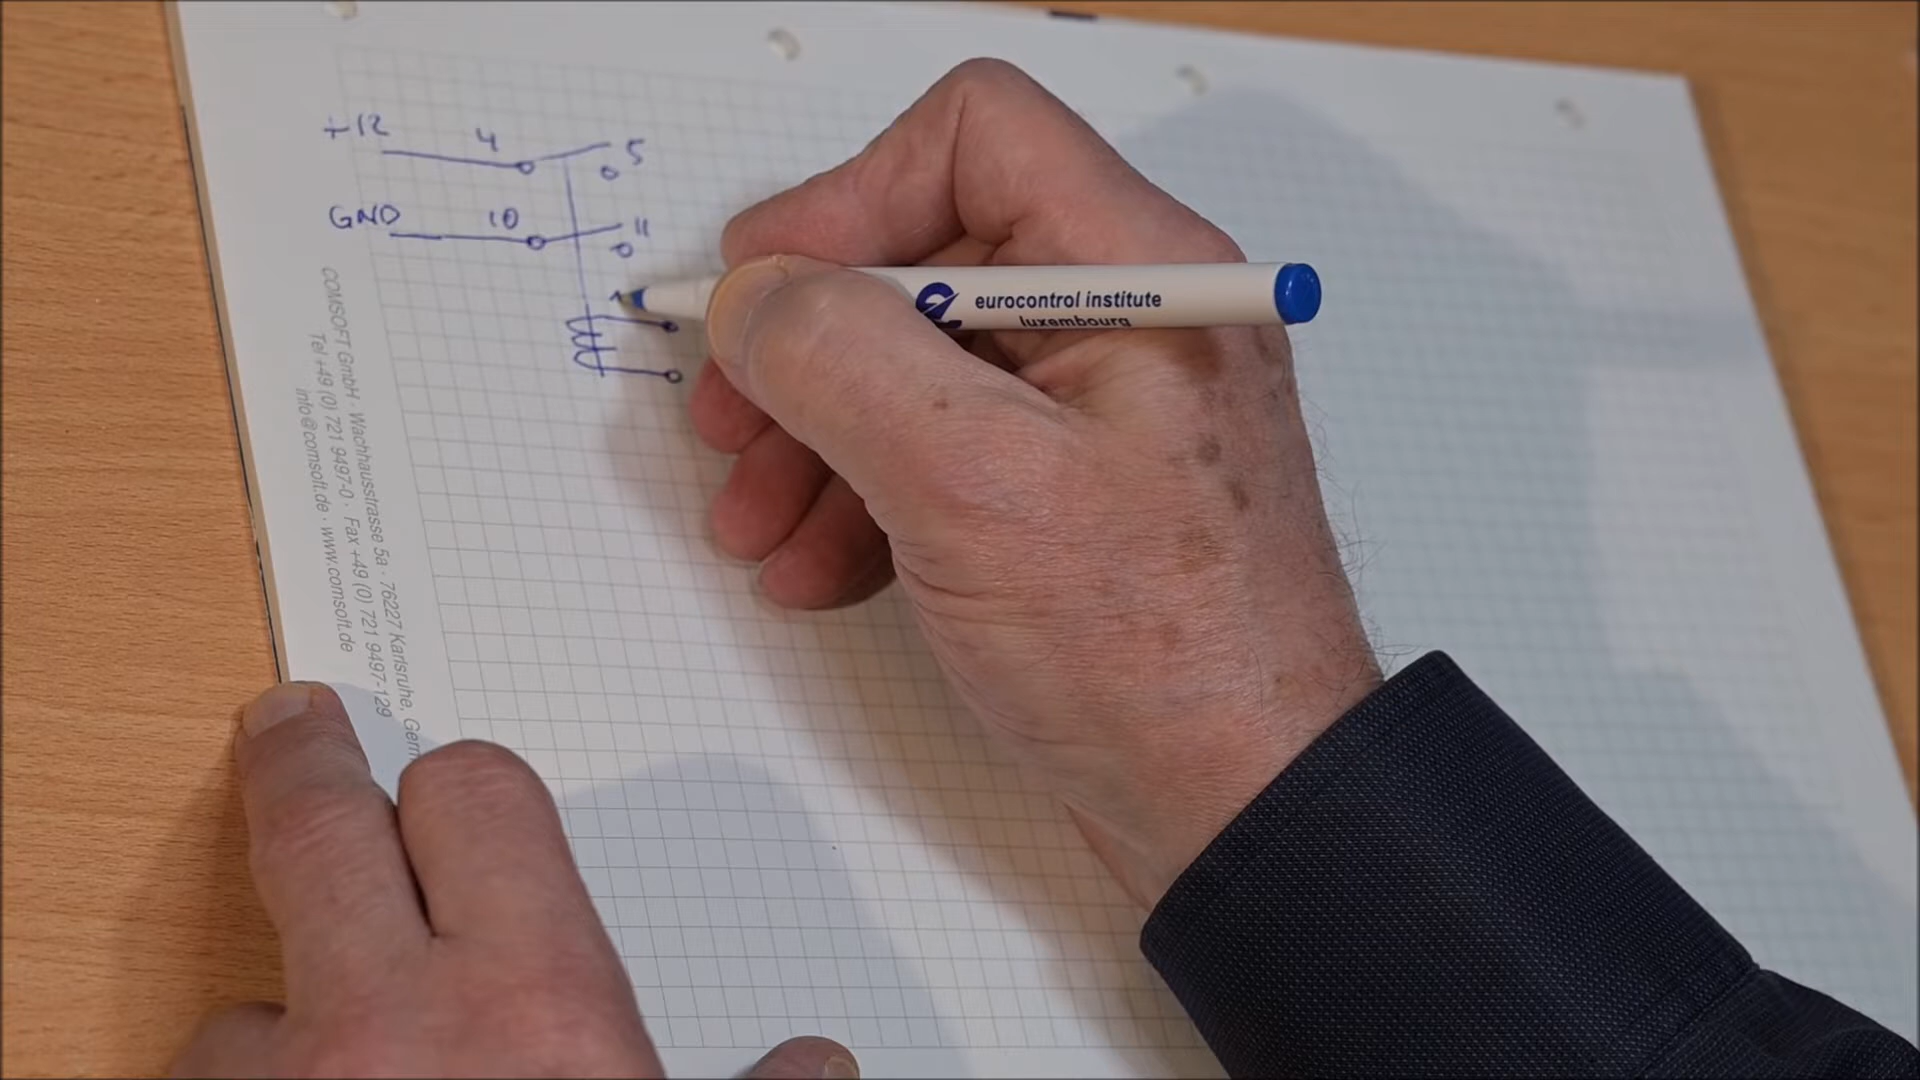 +12 4 5
GND 10 11
eurocontrol institute
luxembourg
COMSOFT GmbH · Wachhausstrasse 5a · 76227 Karlsruhe, Germ
Tel +49 (0) 721 9497-0 · Fax +49 (0) 721 9497-129
info@comsoft.de · www.comsoft.de